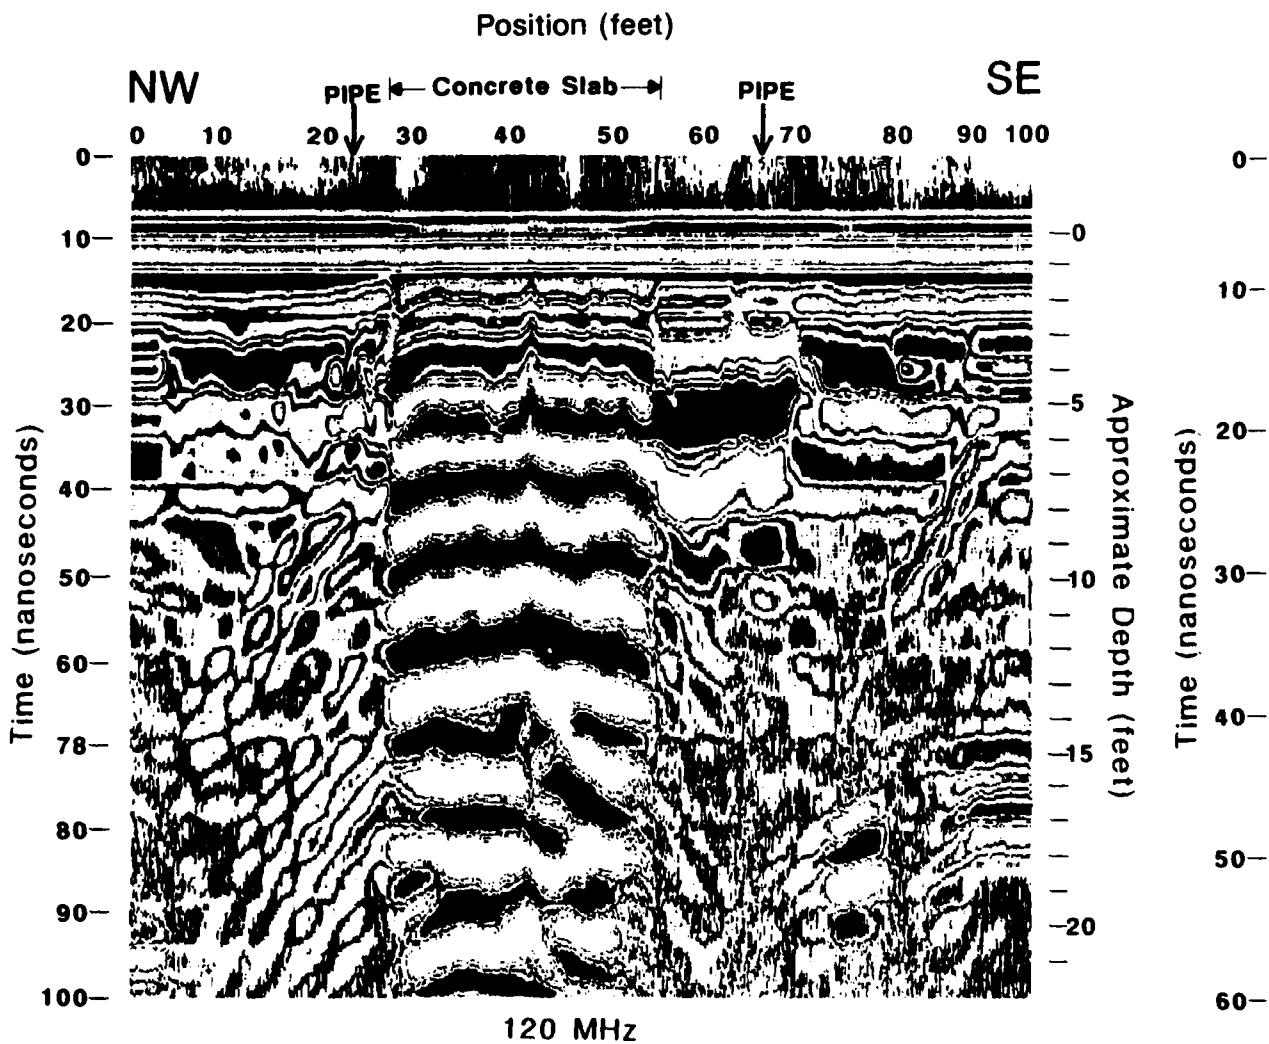 Position (feet)
NW
PIPE
Concrete Slab
PIPE
SE
0 10 20 30 40 50 60 70 80 90 100
Time (nanoseconds)
0
10
20
30
40
50
60
78
80
90
100
0
5
10
15
20
Approximate Depth (feet)
Time (nanoseconds)
0
10
20
30
40
50
60
120 MHz